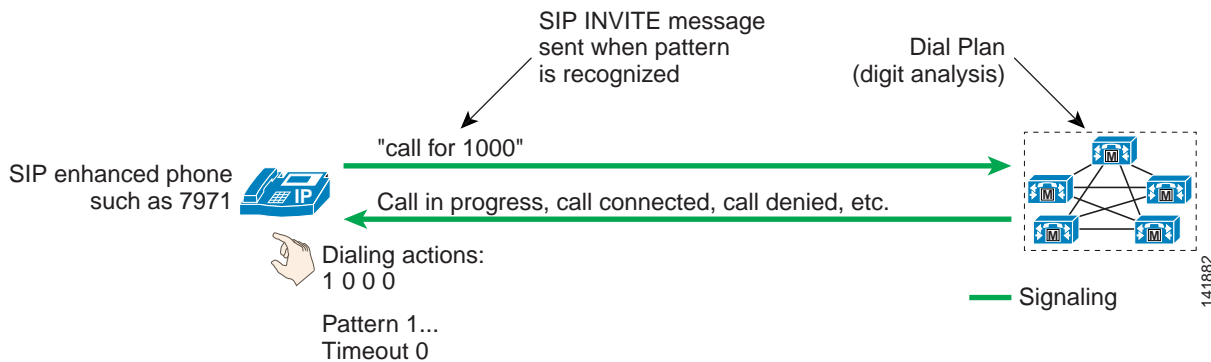 SIP INVITE message
sent when pattern
is recognized
Dial Plan
(digit analysis)
"call for 1000"
SIP enhanced phone
such as 7971
IP
Call in progress, call connected, call denied, etc.
M
M
M
M
M
Dialing actions:
1 0 0 0
Pattern 1...
Timeout 0
Signaling
141882